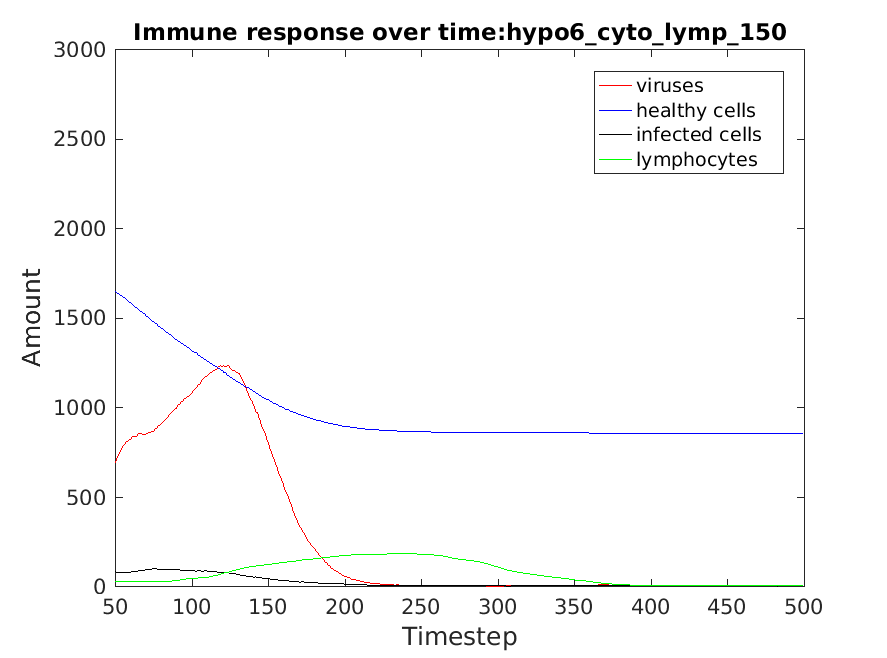 Immune response over time:hypo6_cyto_lymp_150
3000
2500
2000
1500
1000
500
0
Amount
viruses
healthy cells
infected cells
lymphocytes
50 100 150 200 250 300 350 400 450 500
Timestep